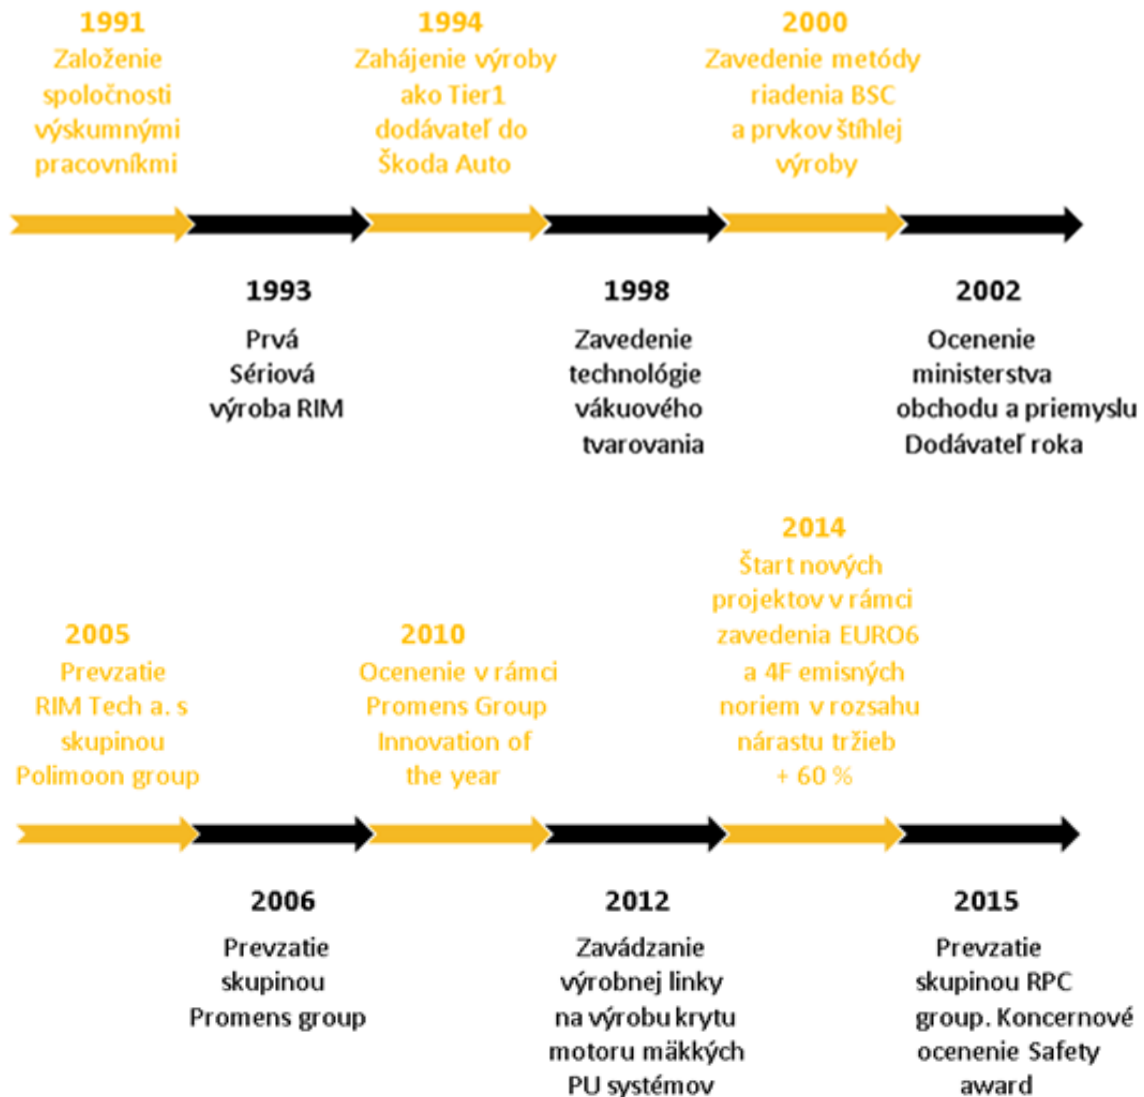 1991
Založenie
spoločnosti
výskumnými
pracovníkmi
1994
Zahájenie výroby
ako Tier1
dodávateľ do
Škoda Auto
2000
Zavedenie metódy
riadenia BSC
a prvkov štíhlej
výroby
1993
Prvá
Sériová
výroba RIM
1998
Zavedenie
technológie
vákuového
tvarovania
2002
Ocenenie
ministerstva
obchodu a priemyslu
Dodávateľ roka
2005
Prevzatie
RIM Tech a. s
skupinou
Polimoon group
2010
Ocenenie v rámci
Promens Group
Innovation of
the year
2014
Štart nových
projektov v rámci
zavedenia EURO6
a 4F emisných
noriem v rozsahu
nárastu tržieb
+ 60 %
2006
Prevzatie
skupinou
Promens group
2012
Zavádzanie
výrobnej linky
na výrobu krytu
motoru mäkkých
PU systémov
2015
Prevzatie
skupinou RPC
group. Koncernové
ocenenie Safety
award